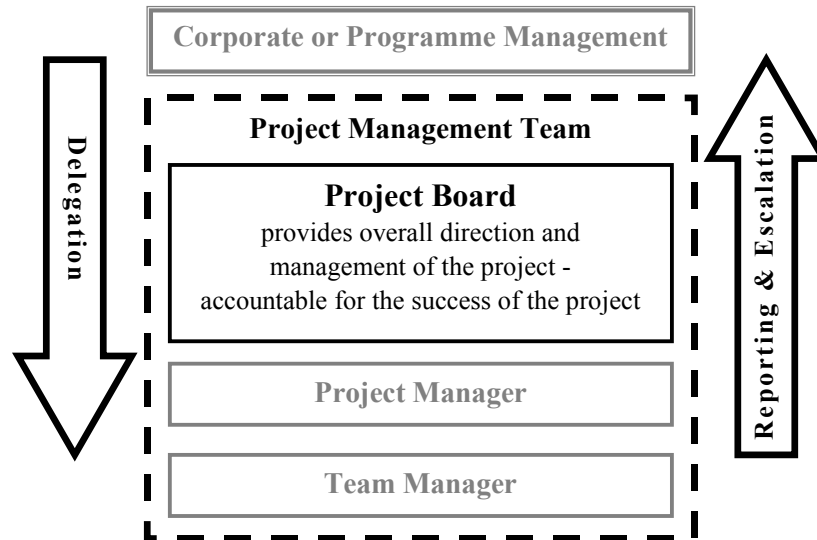 Corporate or Programme Management
Delegation
Reporting & Escalation
Project Management Team
Project Board
provides overall direction and
management of the project -
accountable for the success of the project
Project Manager
Team Manager